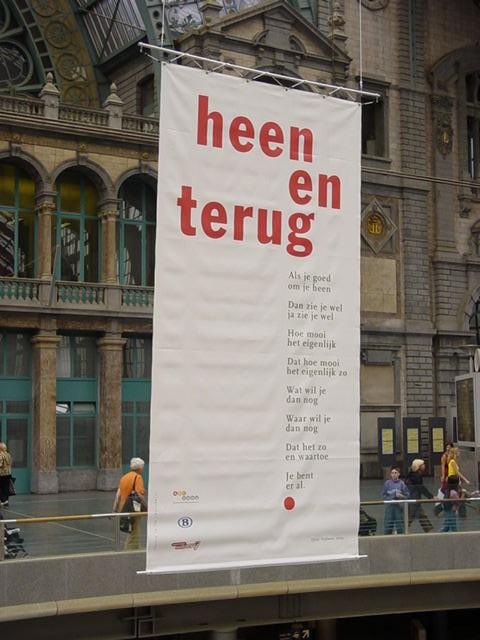 heen
en
terug
Als je goed
om je heen
Dan zie je wel
ja zie je wel
Hoe mooi
het eigenlijk
Dat hoe mooi
het eigenlijk zo
Wat wil je
dan nog
Waar wil je
dan nog
Dat het zo
en waartoe
Je bent
er al.
B